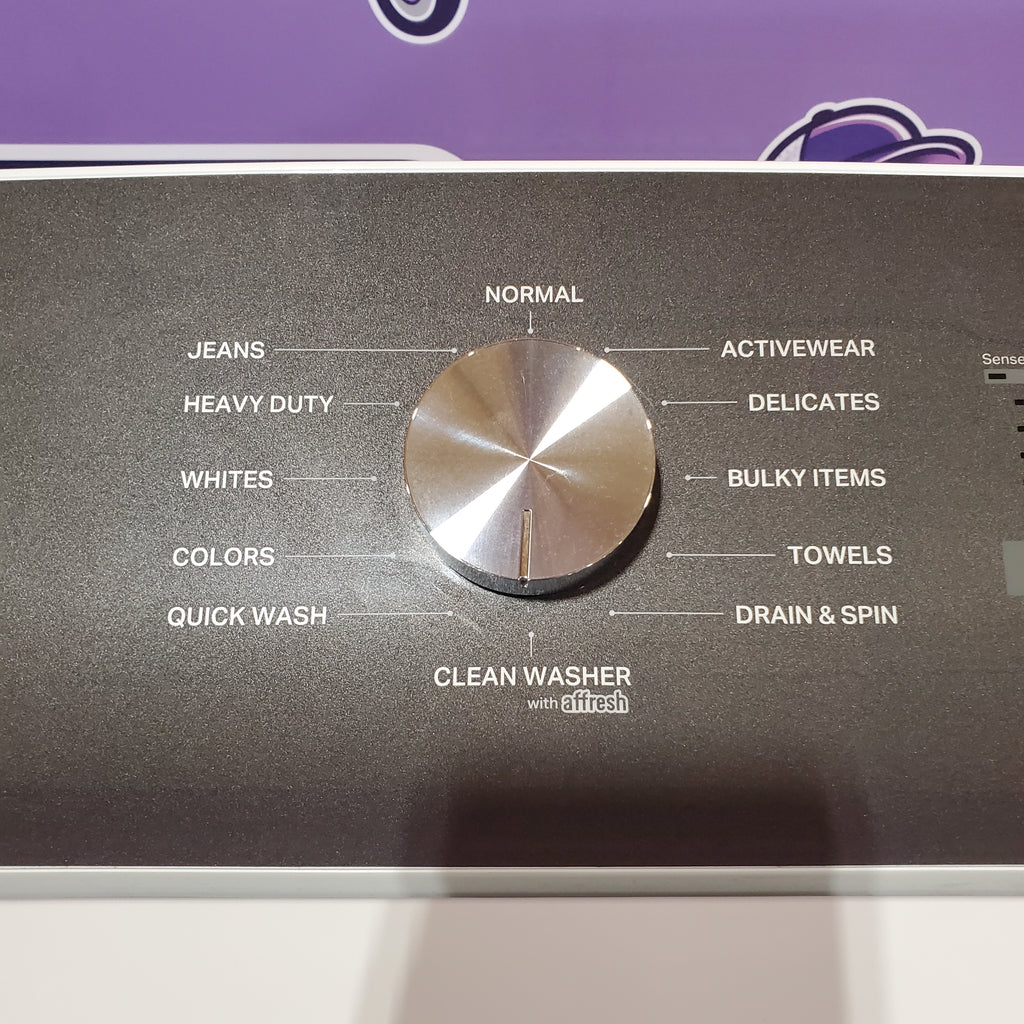 NORMAL
JEANS
ACTIVEWEAR
HEAVY DUTY
DELICATES
WHITES
BULKY ITEMS
COLORS
TOWELS
QUICK WASH
DRAIN & SPIN
CLEAN WASHER
with affresh
Sense